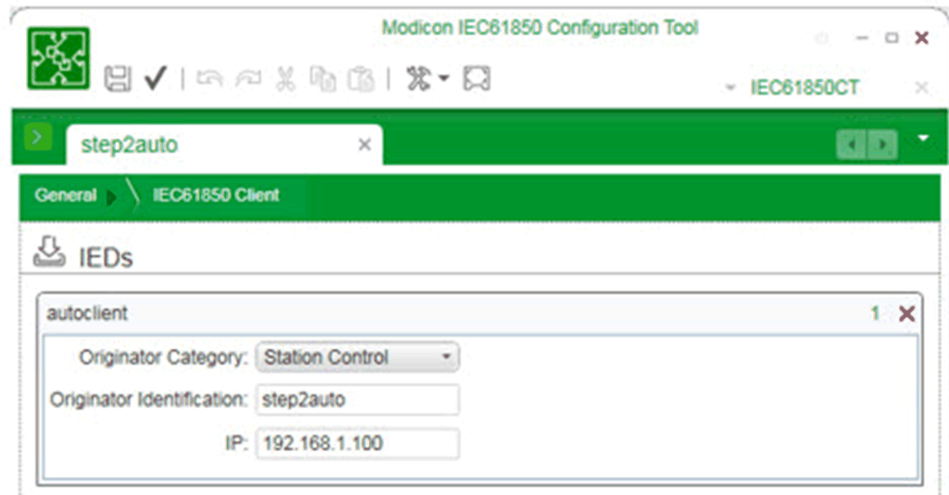 Modicon IEC61850 Configuration Tool
IEC61850CT
step2auto
General
IEC61850 Client
IEDs
autoclient 1
Originator Category: Station Control
Originator Identification: step2auto
IP: 192.168.1.100